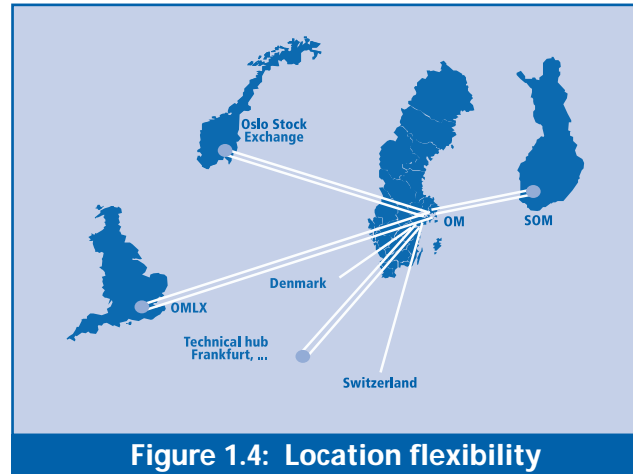 Oslo Stock
Exchange
OM
SOM
Denmark
OMLX
Technical hub
Frankfurt, ...
Switzerland
Figure 1.4: Location flexibility